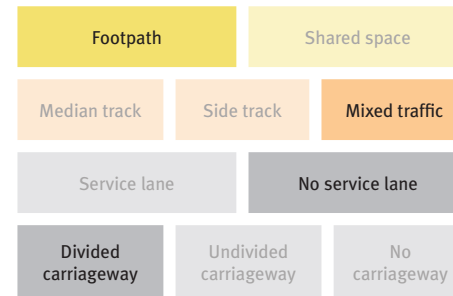 Footpath
Shared space
Median track
Side track
Mixed traffic
Service lane
No service lane
Divided
carriageway
Undivided
carriageway
No
carriageway